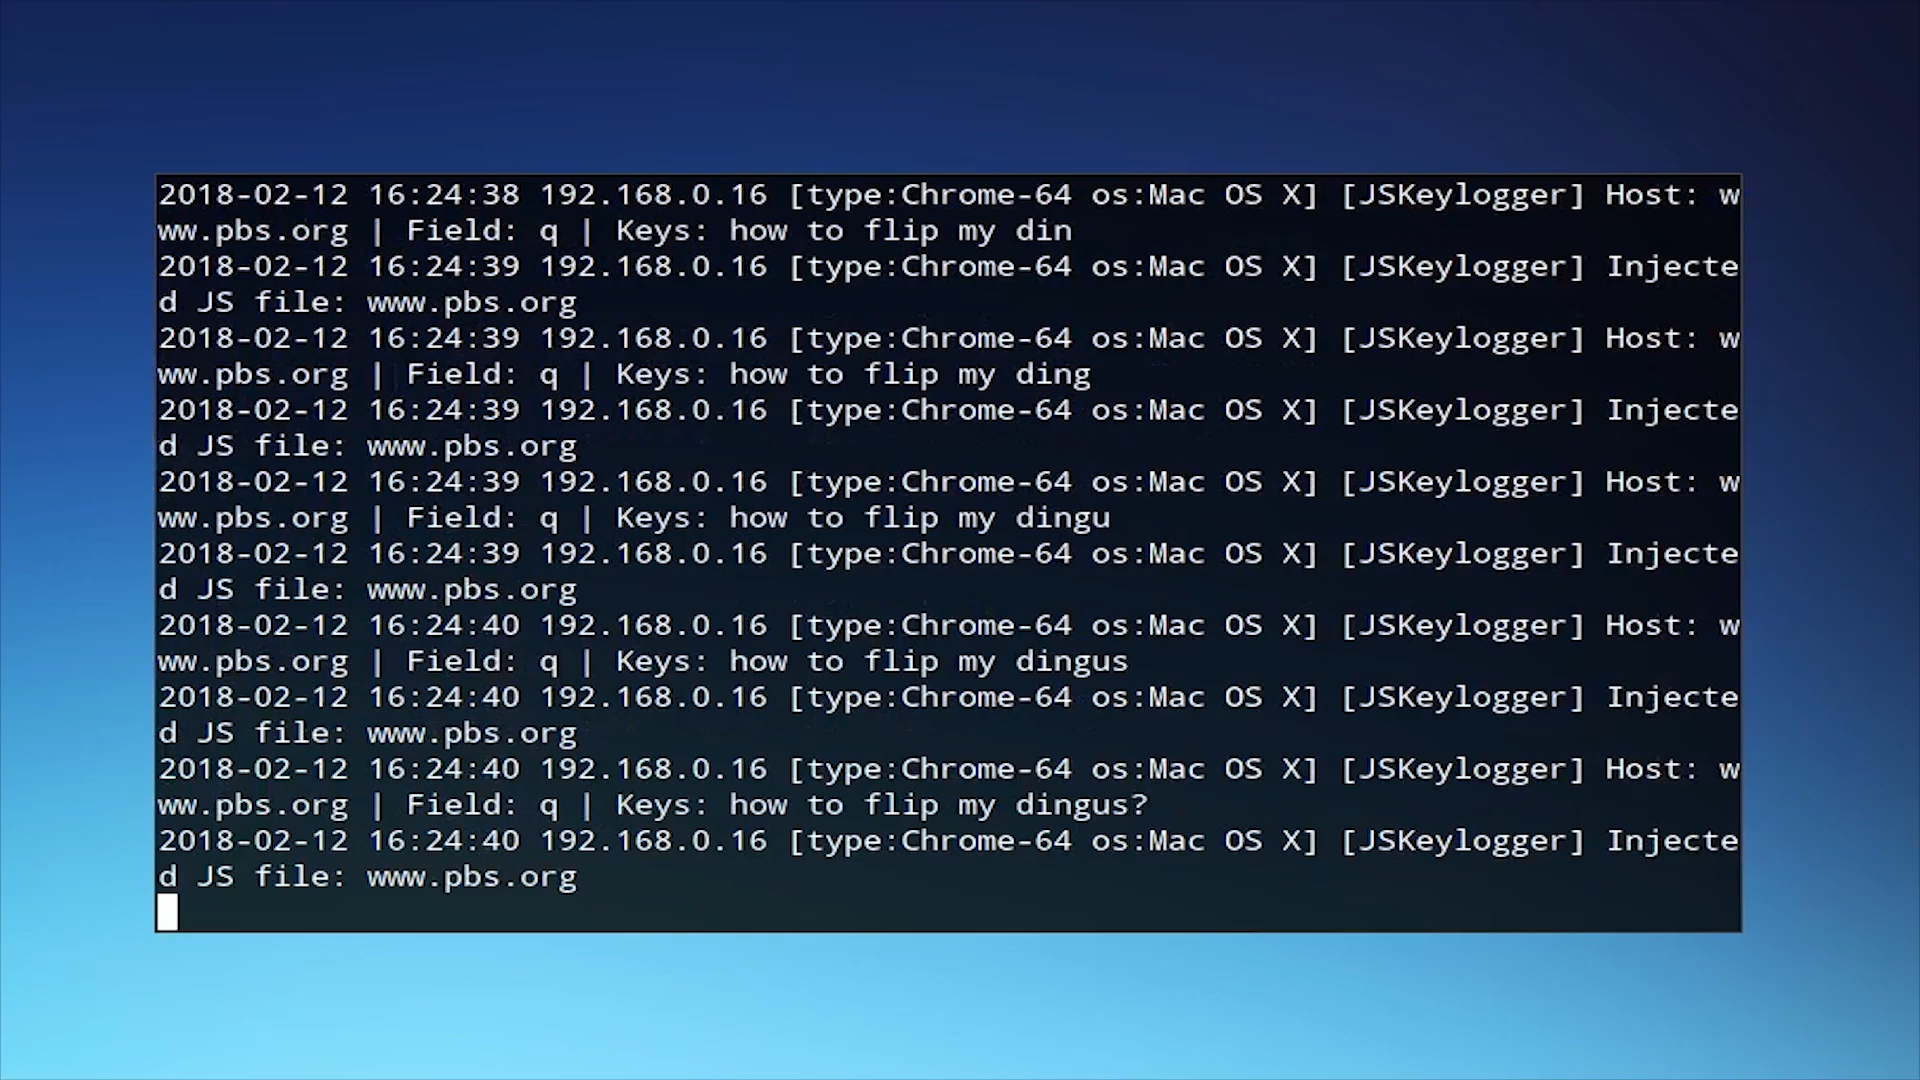 2018-02-12 16:24:38 192.168.0.16 [type:Chrome-64 os:Mac OS X] [JSKeylogger] Host: w
ww.pbs.org | Field: q | Keys: how to flip my din
2018-02-12 16:24:39 192.168.0.16 [type:Chrome-64 os:Mac OS X] [JSKeylogger] Injecte
d JS file: www.pbs.org
2018-02-12 16:24:39 192.168.0.16 [type:Chrome-64 os:Mac OS X] [JSKeylogger] Host: w
ww.pbs.org | Field: q | Keys: how to flip my ding
2018-02-12 16:24:39 192.168.0.16 [type:Chrome-64 os:Mac OS X] [JSKeylogger] Injecte
d JS file: www.pbs.org
2018-02-12 16:24:39 192.168.0.16 [type:Chrome-64 os:Mac OS X] [JSKeylogger] Host: w
ww.pbs.org | Field: q | Keys: how to flip my dingu
2018-02-12 16:24:39 192.168.0.16 [type:Chrome-64 os:Mac OS X] [JSKeylogger] Injecte
d JS file: www.pbs.org
2018-02-12 16:24:40 192.168.0.16 [type:Chrome-64 os:Mac OS X] [JSKeylogger] Host: w
ww.pbs.org | Field: q | Keys: how to flip my dingus
2018-02-12 16:24:40 192.168.0.16 [type:Chrome-64 os:Mac OS X] [JSKeylogger] Injecte
d JS file: www.pbs.org
2018-02-12 16:24:40 192.168.0.16 [type:Chrome-64 os:Mac OS X] [JSKeylogger] Host: w
ww.pbs.org | Field: q | Keys: how to flip my dingus?
2018-02-12 16:24:40 192.168.0.16 [type:Chrome-64 os:Mac OS X] [JSKeylogger] Injecte
d JS file: www.pbs.org